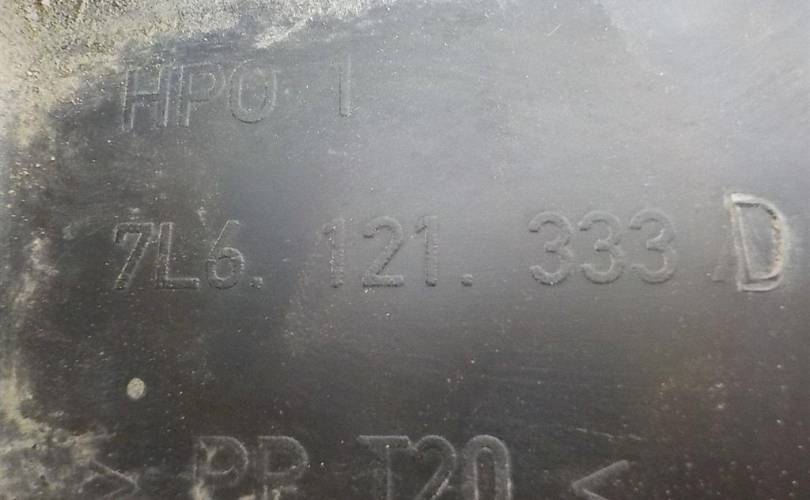 HPO 1
7L6. 121. 333 D
> PP T20 <